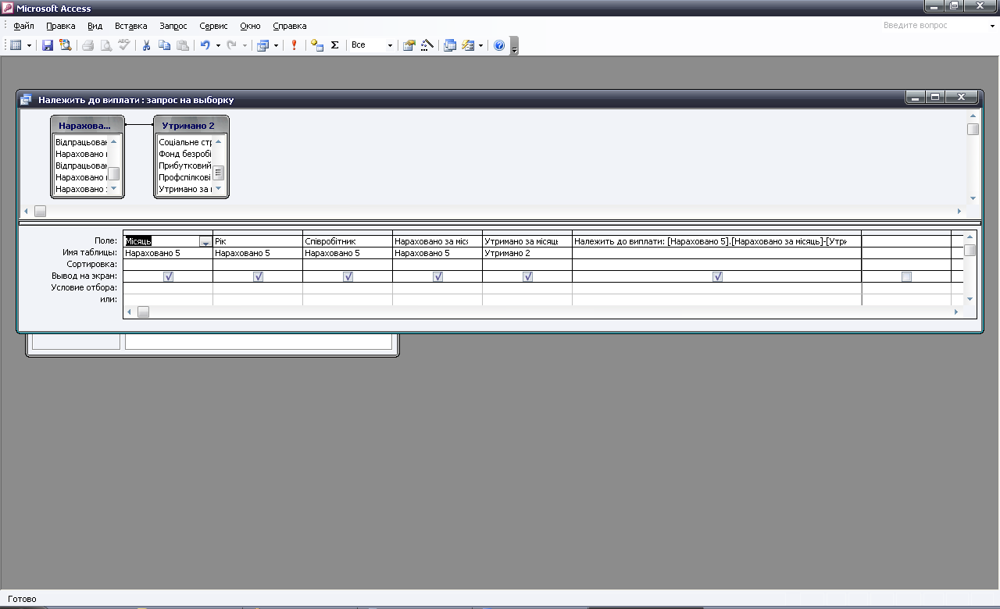 Microsoft Access
Файл Правка Вид Вставка Запрос Сервис Окно Справка Введите вопрос
Все
Належить до виплати : запрос на выборку
Нарахова... Утримано 2
Відпрацьован Соціальне стр
Нараховано Фонд безробі
Відпрацьован Прибутковий
Нараховано Профспілкові
Нараховано Утримано за
Поле: Місяць Рік Співробітник Нараховано за міс Утримано за місяць Належить до виплати: [Нараховано 5].[Нараховано за місяць]-[Утри
Имя таблицы: Нараховано 5 Нараховано 5 Нараховано 5 Нараховано 5 Утримано 2
Сортировка:
Вывод на экран:
Условие отбора:
или:
Готово